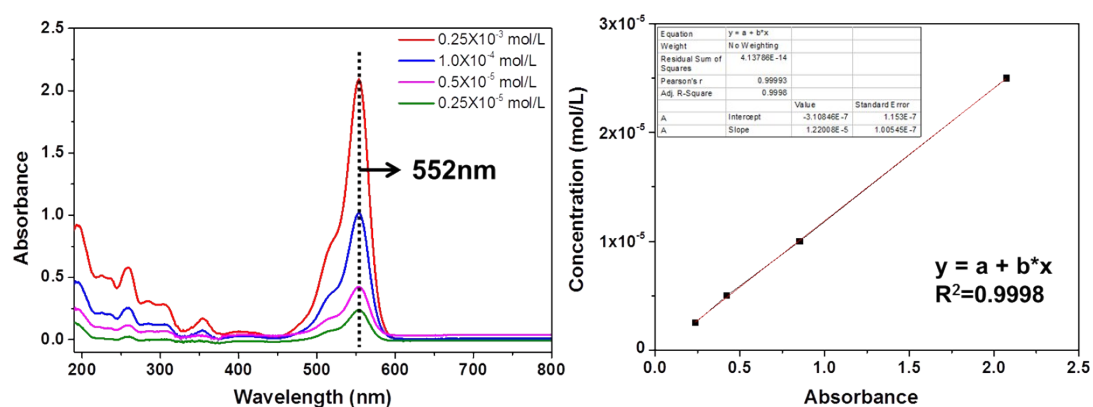 2.5
2.0
1.5
1.0
0.5
0.0
Absorbance
0.25X10⁻³ mol/L
1.0X10⁻⁴ mol/L
0.5X10⁻⁵ mol/L
0.25X10⁻⁵ mol/L
552nm
200 300 400 500 600 700 800
Wavelength (nm)
3x10⁻⁵
2x10⁻⁵
1x10⁻⁵
0
Concentration (mol/L)
Equation y = a + b*x
Weight No Weighting
Residual Sum of
Squares 4.13786E-14
Pearson's r 0.99993
Adj. R-Square 0.9998
Value Standard Error
A Intercept -3.10846E-7 1.153E-7
A Slope 1.22008E-5 1.00545E-7
y = a + b*x
R²=0.9998
0.0 0.5 1.0 1.5 2.0 2.5
Absorbance